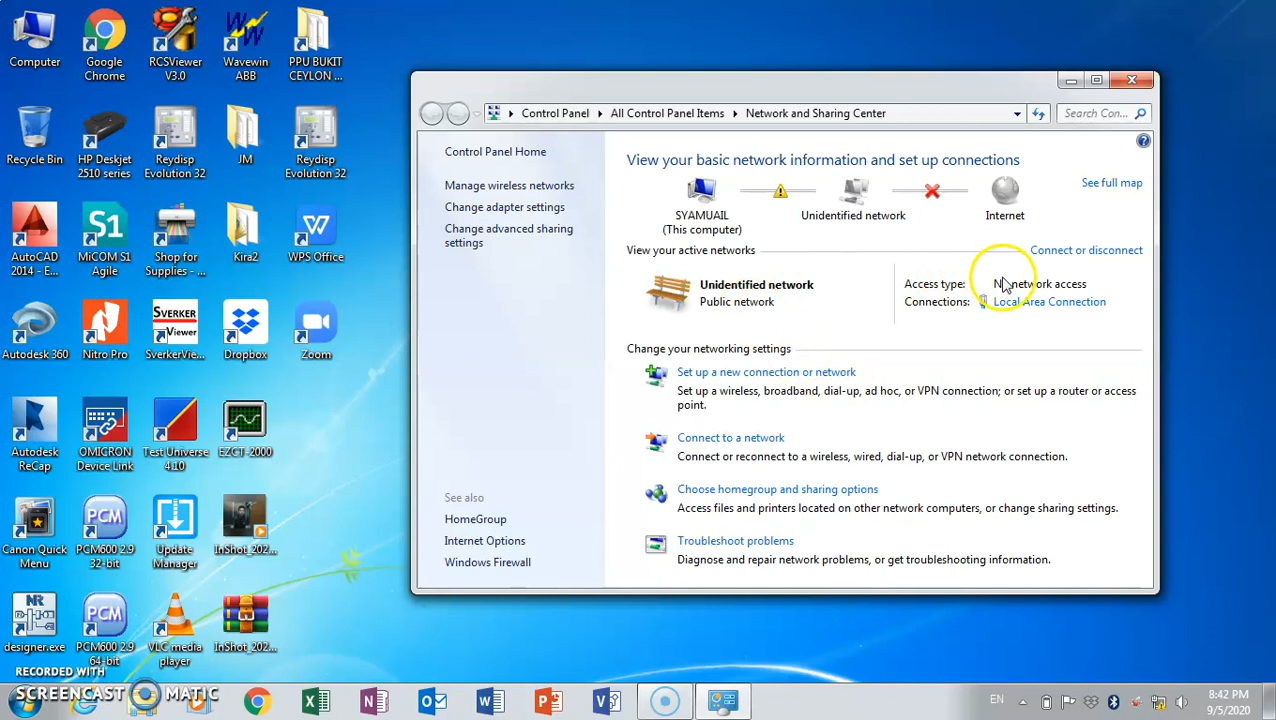 Computer
Google
Chrome
RCSViewer
V3.0
Wavewin
ABB
PPU BUKIT
CEYLON ...
Recycle Bin
HP Deskjet
2510 series
Reydisp
Evolution 32
JM
Reydisp
Evolution 32
AutoCAD
2014 - E...
MiCOM S1
Agile
Shop for
Supplies - ...
Kira2
WPS Office
Autodesk 360
Nitro Pro
SVERKER
Viewer
SverkerVie...
Dropbox
Zoom
Autodesk
ReCap
OMICRON
Device Link
Test Universe
4.10
EZCT-2000
Canon Quick
Menu
PCM
PCM600 2.9
32-bit
Update
Manager
InShot_202...
designer.exe
PCM
PCM600 2.9
64-bit
VLC media
player
InShot_202...
RECORDED WITH
SCREENCAST MATIC
Control Panel
All Control Panel Items
Network and Sharing Center
Search Con...
Control Panel Home
Manage wireless networks
Change adapter settings
Change advanced sharing
settings
See also
HomeGroup
Internet Options
Windows Firewall
View your basic network information and set up connections
See full map
SYAMUAIL
(This computer)
Unidentified network
Internet
View your active networks
Connect or disconnect
Unidentified network
Public network
Access type:
No network access
Connections:
Local Area Connection
Change your networking settings
Set up a new connection or network
Set up a wireless, broadband, dial-up, ad hoc, or VPN connection; or set up a router or access
point.
Connect to a network
Connect or reconnect to a wireless, wired, dial-up, or VPN network connection.
Choose homegroup and sharing options
Access files and printers located on other network computers, or change sharing settings.
Troubleshoot problems
Diagnose and repair network problems, or get troubleshooting information.
EN
8:42 PM
9/5/2020